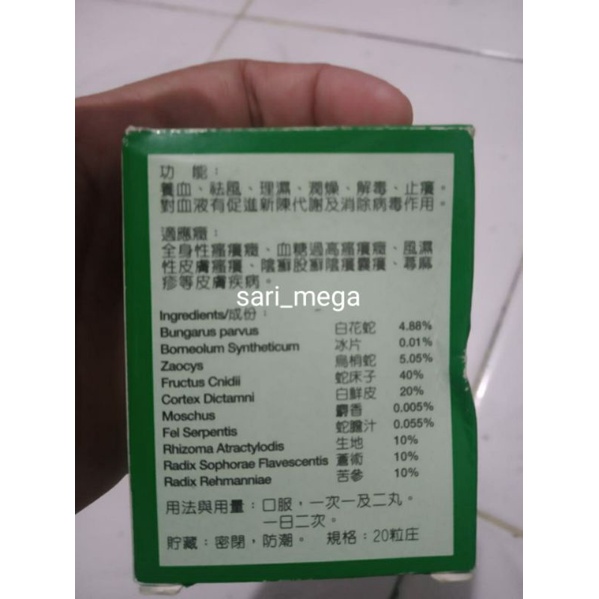 功 能：
養血、祛風、理濕、潤燥、解毒、止癢。
對血液有促進新陳代謝及消除病毒作用。
適應癥：
全身性瘙癢癥、血糖過高瘙癢癥、風濕
性皮膚瘙癢、陰蘚股蘚陰癢囊癢、蕁麻
疹等皮膚疾病。
sari_mega
Ingredients/成份：
Bungarus parvus 白花蛇 4.88%
Borneolum Syntheticum 冰片 0.01%
Zaocys 烏梢蛇 5.05%
Fructus Cnidii 蛇床子 40%
Cortex Dictamni 白鮮皮 20%
Moschus 麝香 0.005%
Fel Serpentis 蛇膽汁 0.055%
Rhizoma Atractylodis 生地 10%
Radix Sophorae Flavescentis 蒼術 10%
Radix Rehmanniae 苦參 10%
用法與用量：口服，一次一及二丸。
一日二次。
貯藏：密閉，防潮。 規格：20粒庄